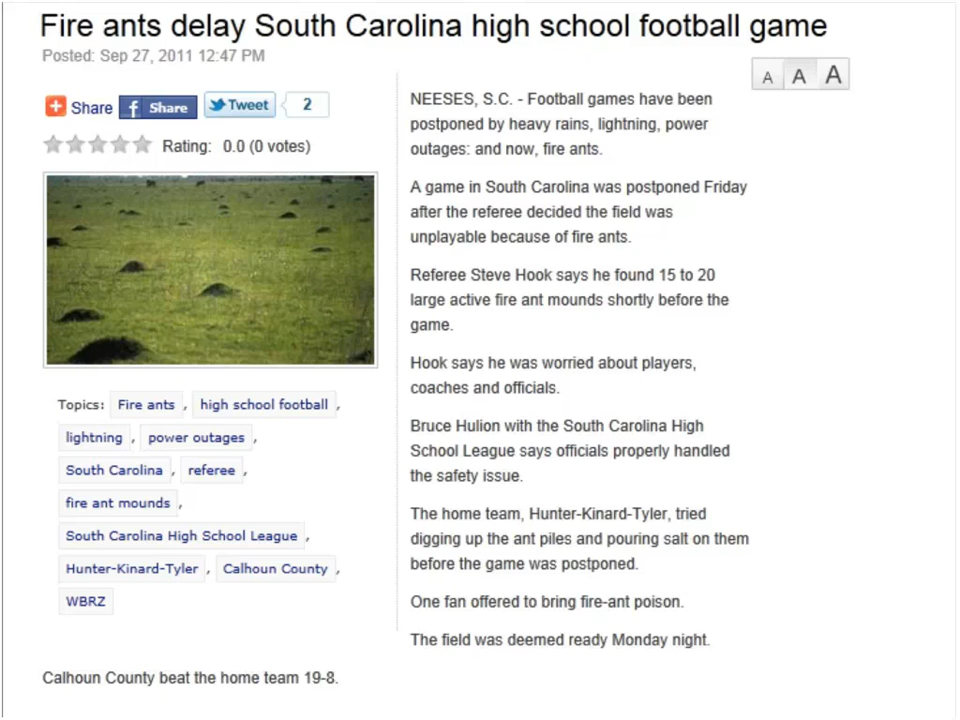 Fire ants delay South Carolina high school football game
Posted: Sep 27, 2011 12:47 PM
A A A
Share f Share Tweet 2
Rating: 0.0 (0 votes)
Topics: Fire ants , high school football ,
lightning , power outages ,
South Carolina , referee ,
fire ant mounds ,
South Carolina High School League ,
Hunter-Kinard-Tyler , Calhoun County ,
WBRZ
NEESES, S.C. - Football games have been
postponed by heavy rains, lightning, power
outages: and now, fire ants.
A game in South Carolina was postponed Friday
after the referee decided the field was
unplayable because of fire ants.
Referee Steve Hook says he found 15 to 20
large active fire ant mounds shortly before the
game.
Hook says he was worried about players,
coaches and officials.
Bruce Hulion with the South Carolina High
School League says officials properly handled
the safety issue.
The home team, Hunter-Kinard-Tyler, tried
digging up the ant piles and pouring salt on them
before the game was postponed.
One fan offered to bring fire-ant poison.
The field was deemed ready Monday night.
Calhoun County beat the home team 19-8.